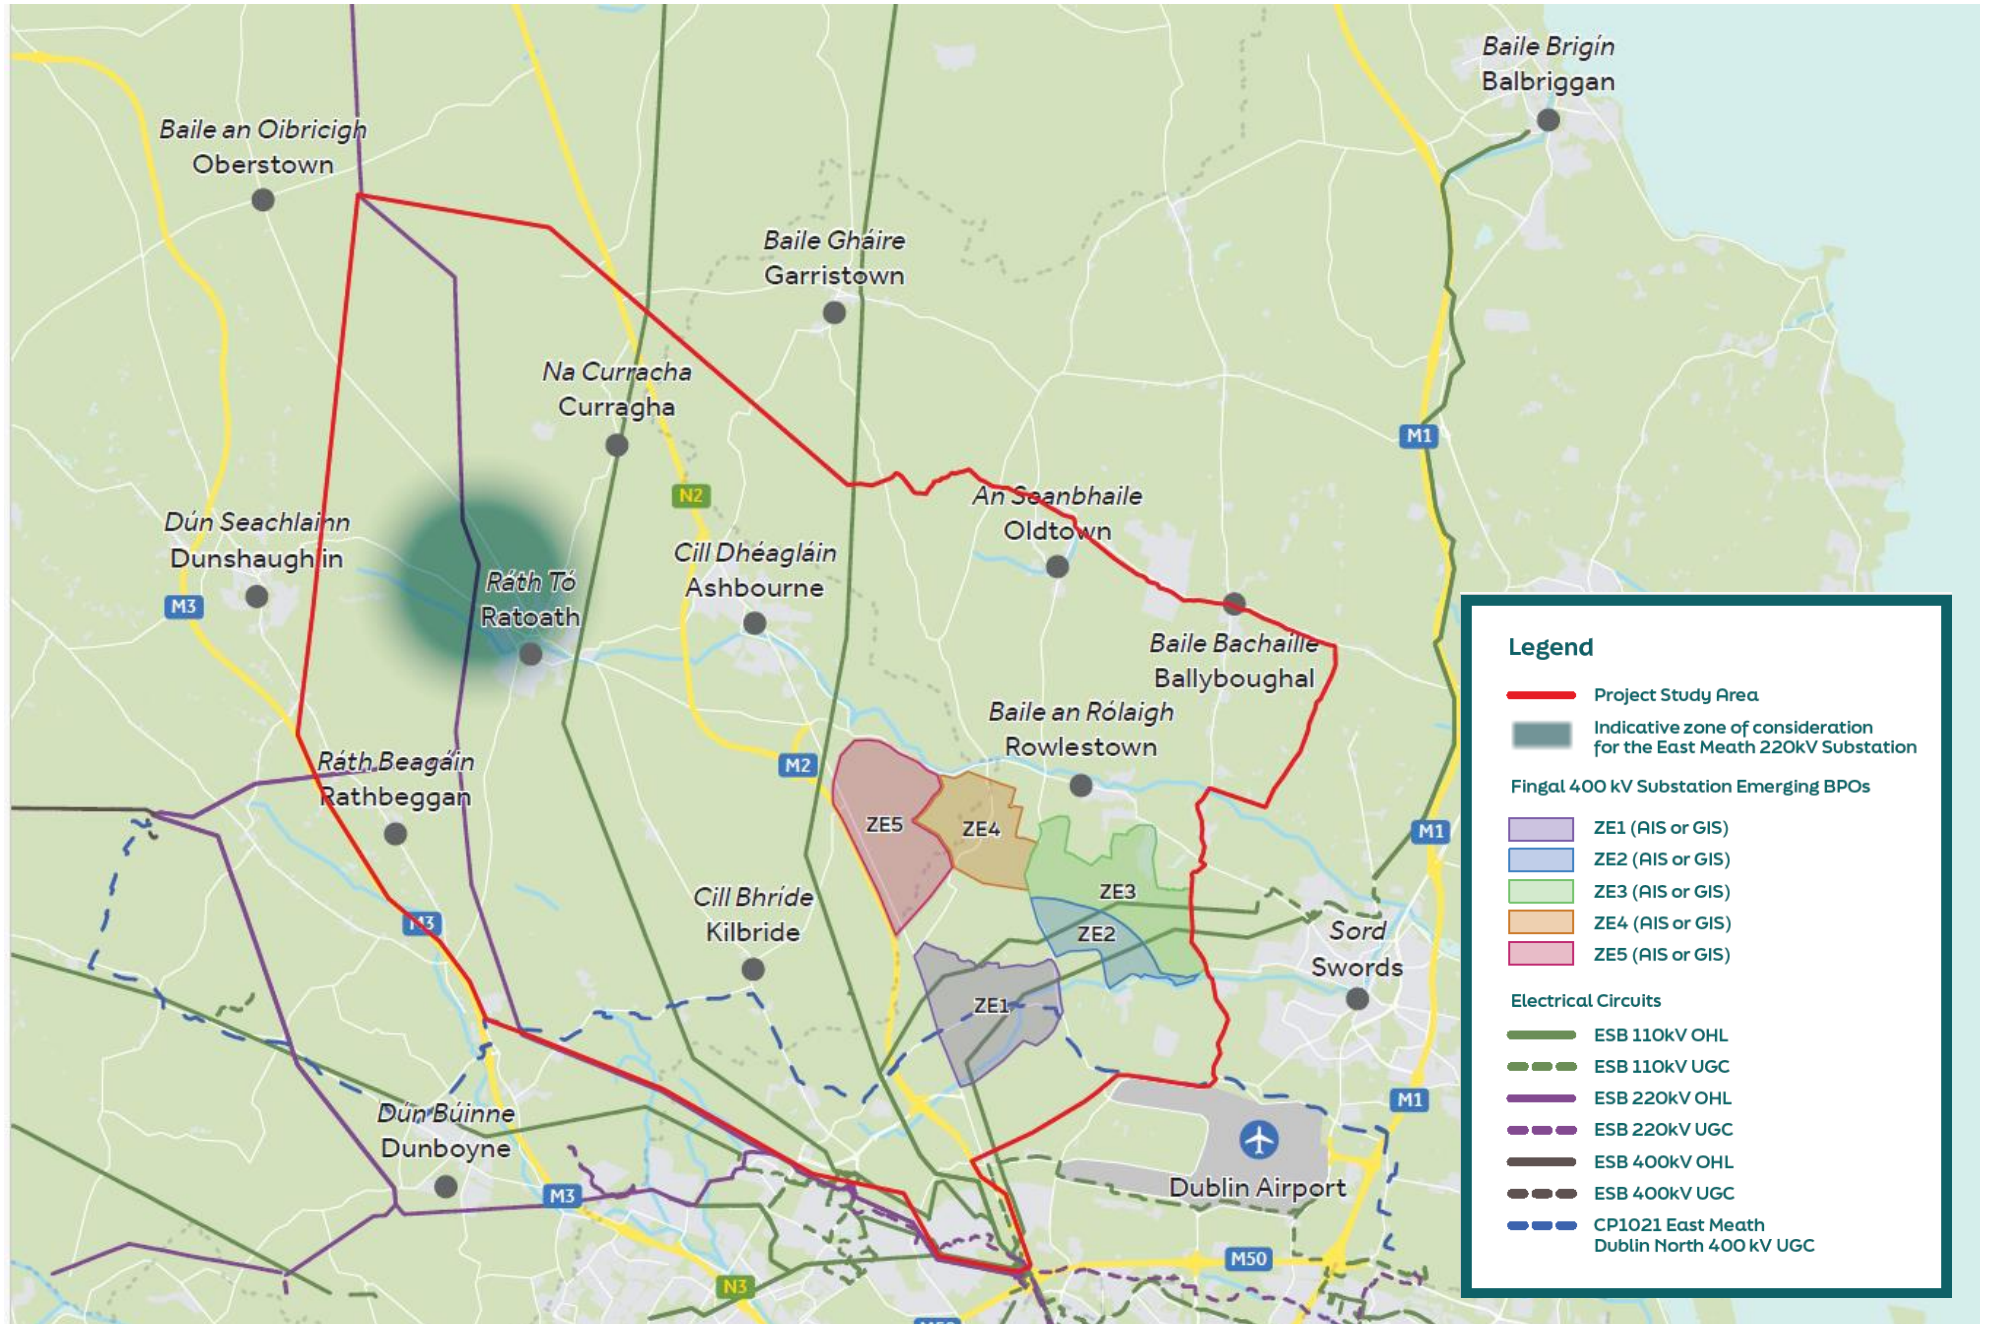 Baile Brigín
Balbriggan
Baile an Oibricigh
Oberstown
Baile Gháire
Garristown
Na Curracha
Curragha
M1
N2
An Seanbhaile
Oldtown
Dún Seachlainn
Dunshaughlin
Cill Dhéagláin
Ashbourne
Ráth Tó
Ratoath
M3
Baile Bachaille
Ballyboughal
Baile an Rólaigh
Rowlestown
Ráth Beagáin
Rathbeggan
M2
ZE5
ZE4
M1
ZE3
Cill Bhríde
Kilbride
M3
ZE2
Sord
Swords
ZE1
Dún Búinne
Dunboyne
M1
Dublin Airport
M3
M50
N3
M50
Legend
Project Study Area
Indicative zone of consideration
for the East Meath 220kV Substation
Fingal 400 kV Substation Emerging BPOs
ZE1 (AIS or GIS)
ZE2 (AIS or GIS)
ZE3 (AIS or GIS)
ZE4 (AIS or GIS)
ZE5 (AIS or GIS)
Electrical Circuits
ESB 110kV OHL
ESB 110kV UGC
ESB 220kV OHL
ESB 220kV UGC
ESB 400kV OHL
ESB 400kV UGC
CP1021 East Meath
Dublin North 400 kV UGC